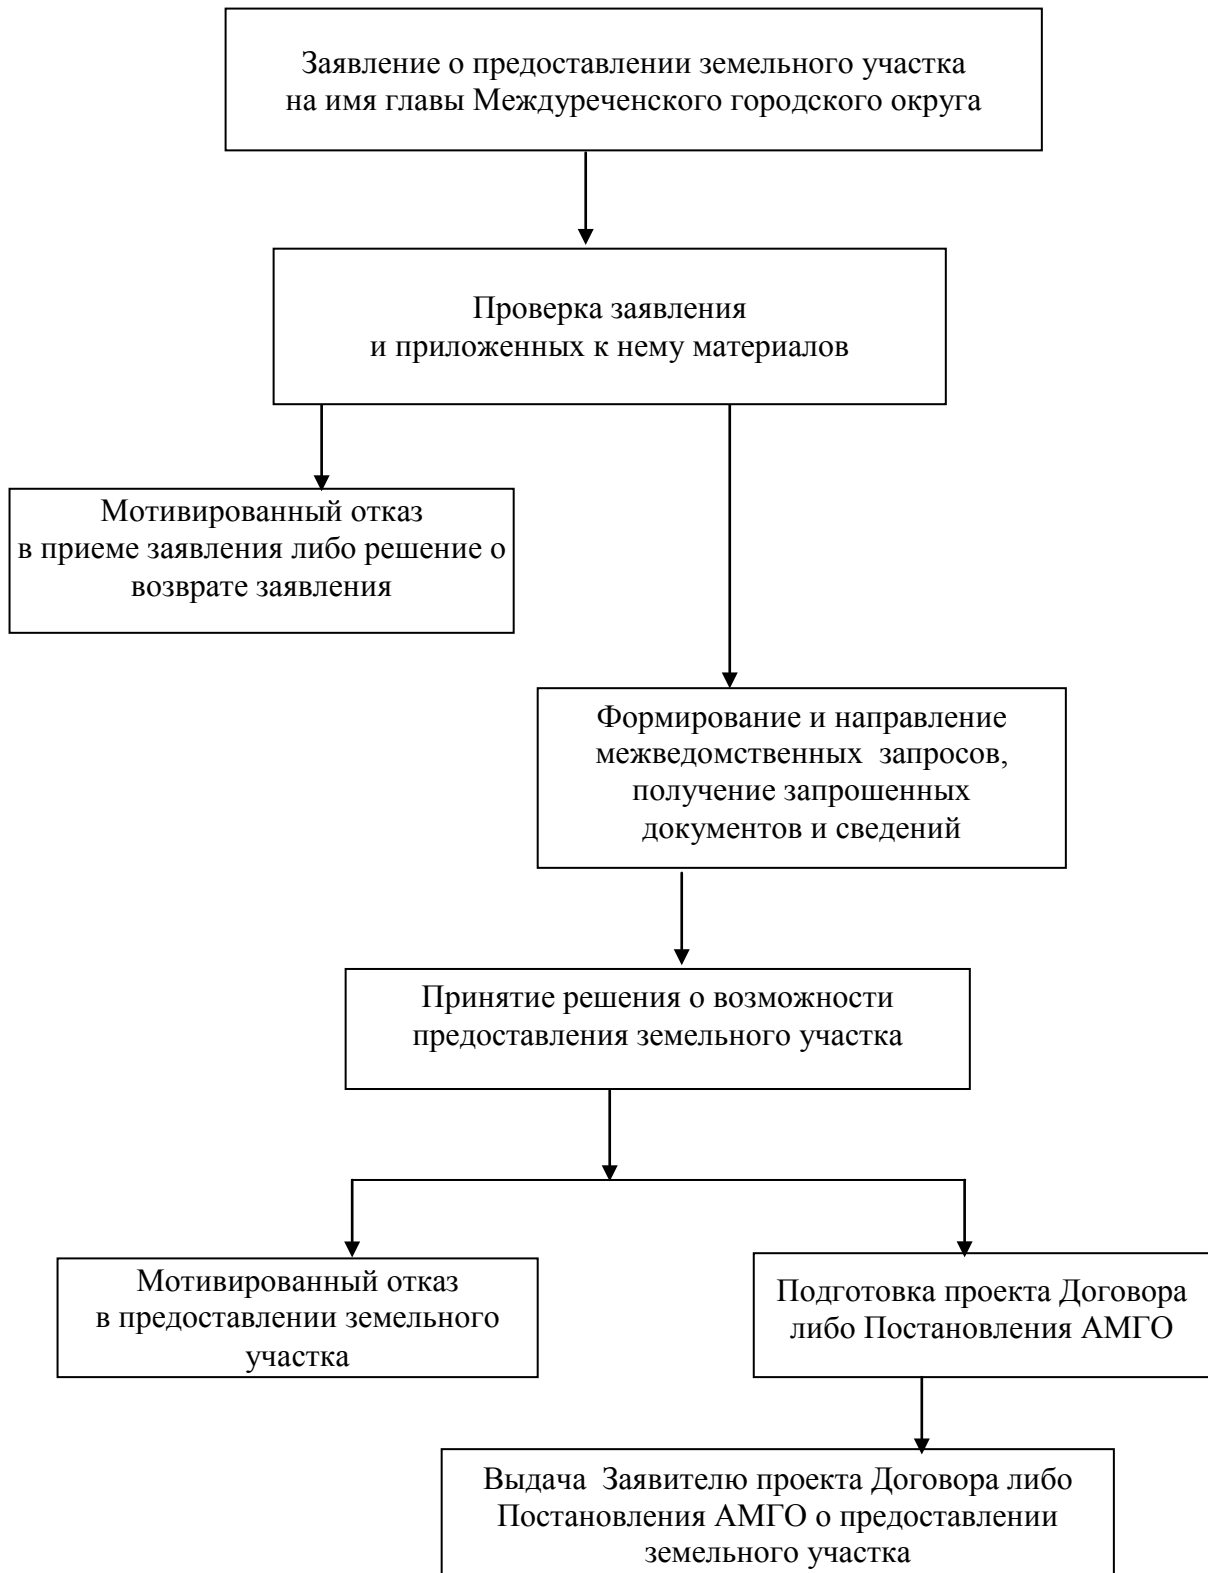 Заявление о предоставлении земельного участка
на имя главы Междуреченского городского округа
Проверка заявления
и приложенных к нему материалов
Мотивированный отказ
в приеме заявления либо решение о
возврате заявления
Формирование и направление
межведомственных запросов,
получение запрошенных
документов и сведений
Принятие решения о возможности
предоставления земельного участка
Мотивированный отказ
в предоставлении земельного
участка
Подготовка проекта Договора
либо Постановления АМГО
Выдача Заявителю проекта Договора либо
Постановления АМГО о предоставлении
земельного участка